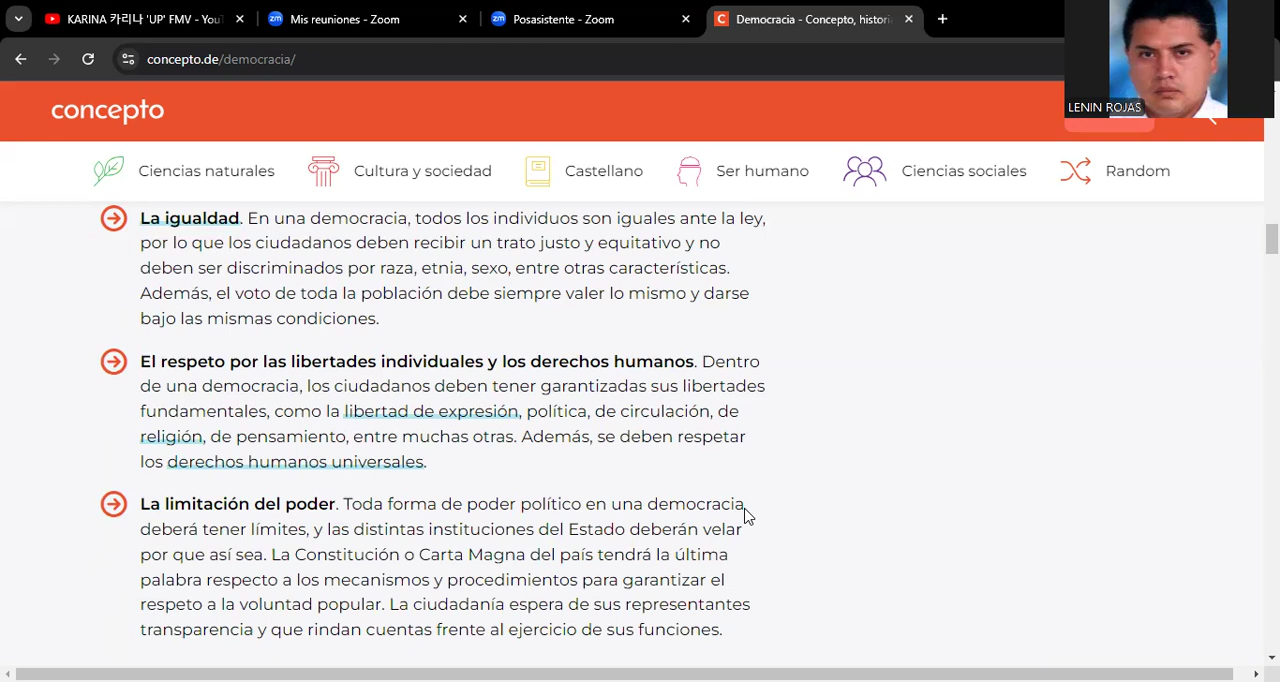 KARINA 카리나 'UP' FMV - You
Mis reuniones - Zoom
Posasistente - Zoom
Democracia - Concepto, histori
concepto.de/democracia/
LENIN ROJAS
concepto
Ciencias naturales
Cultura y sociedad
Castellano
Ser humano
Ciencias sociales
Random
La igualdad. En una democracia, todos los individuos son iguales ante la ley,
por lo que los ciudadanos deben recibir un trato justo y equitativo y no
deben ser discriminados por raza, etnia, sexo, entre otras características.
Además, el voto de toda la población debe siempre valer lo mismo y darse
bajo las mismas condiciones.
El respeto por las libertades individuales y los derechos humanos. Dentro
de una democracia, los ciudadanos deben tener garantizadas sus libertades
fundamentales, como la libertad de expresión, política, de circulación, de
religión, de pensamiento, entre muchas otras. Además, se deben respetar
los derechos humanos universales.
La limitación del poder. Toda forma de poder político en una democracia
deberá tener límites, y las distintas instituciones del Estado deberán velar
por que así sea. La Constitución o Carta Magna del país tendrá la última
palabra respecto a los mecanismos y procedimientos para garantizar el
respeto a la voluntad popular. La ciudadanía espera de sus representantes
transparencia y que rindan cuentas frente al ejercicio de sus funciones.